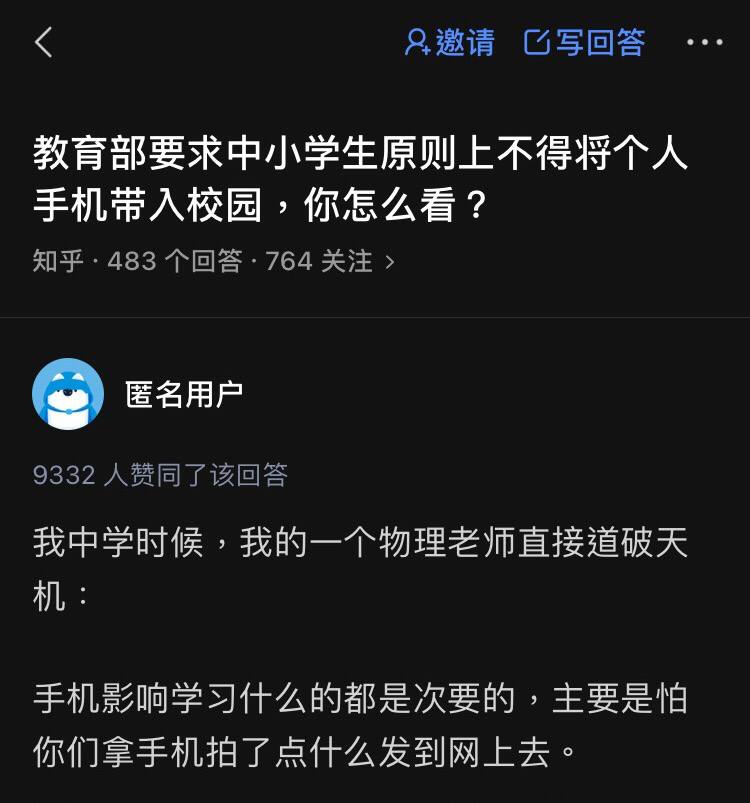 邀请 写回答
教育部要求中小学生原则上不得将个人
手机带入校园，你怎么看？
知乎 · 483 个回答 · 764 关注 >
匿名用户
9332 人赞同了该回答
我中学时候，我的一个物理老师直接道破天
机：
手机影响学习什么的都是次要的，主要是怕
你们拿手机拍了点什么发到网上去。